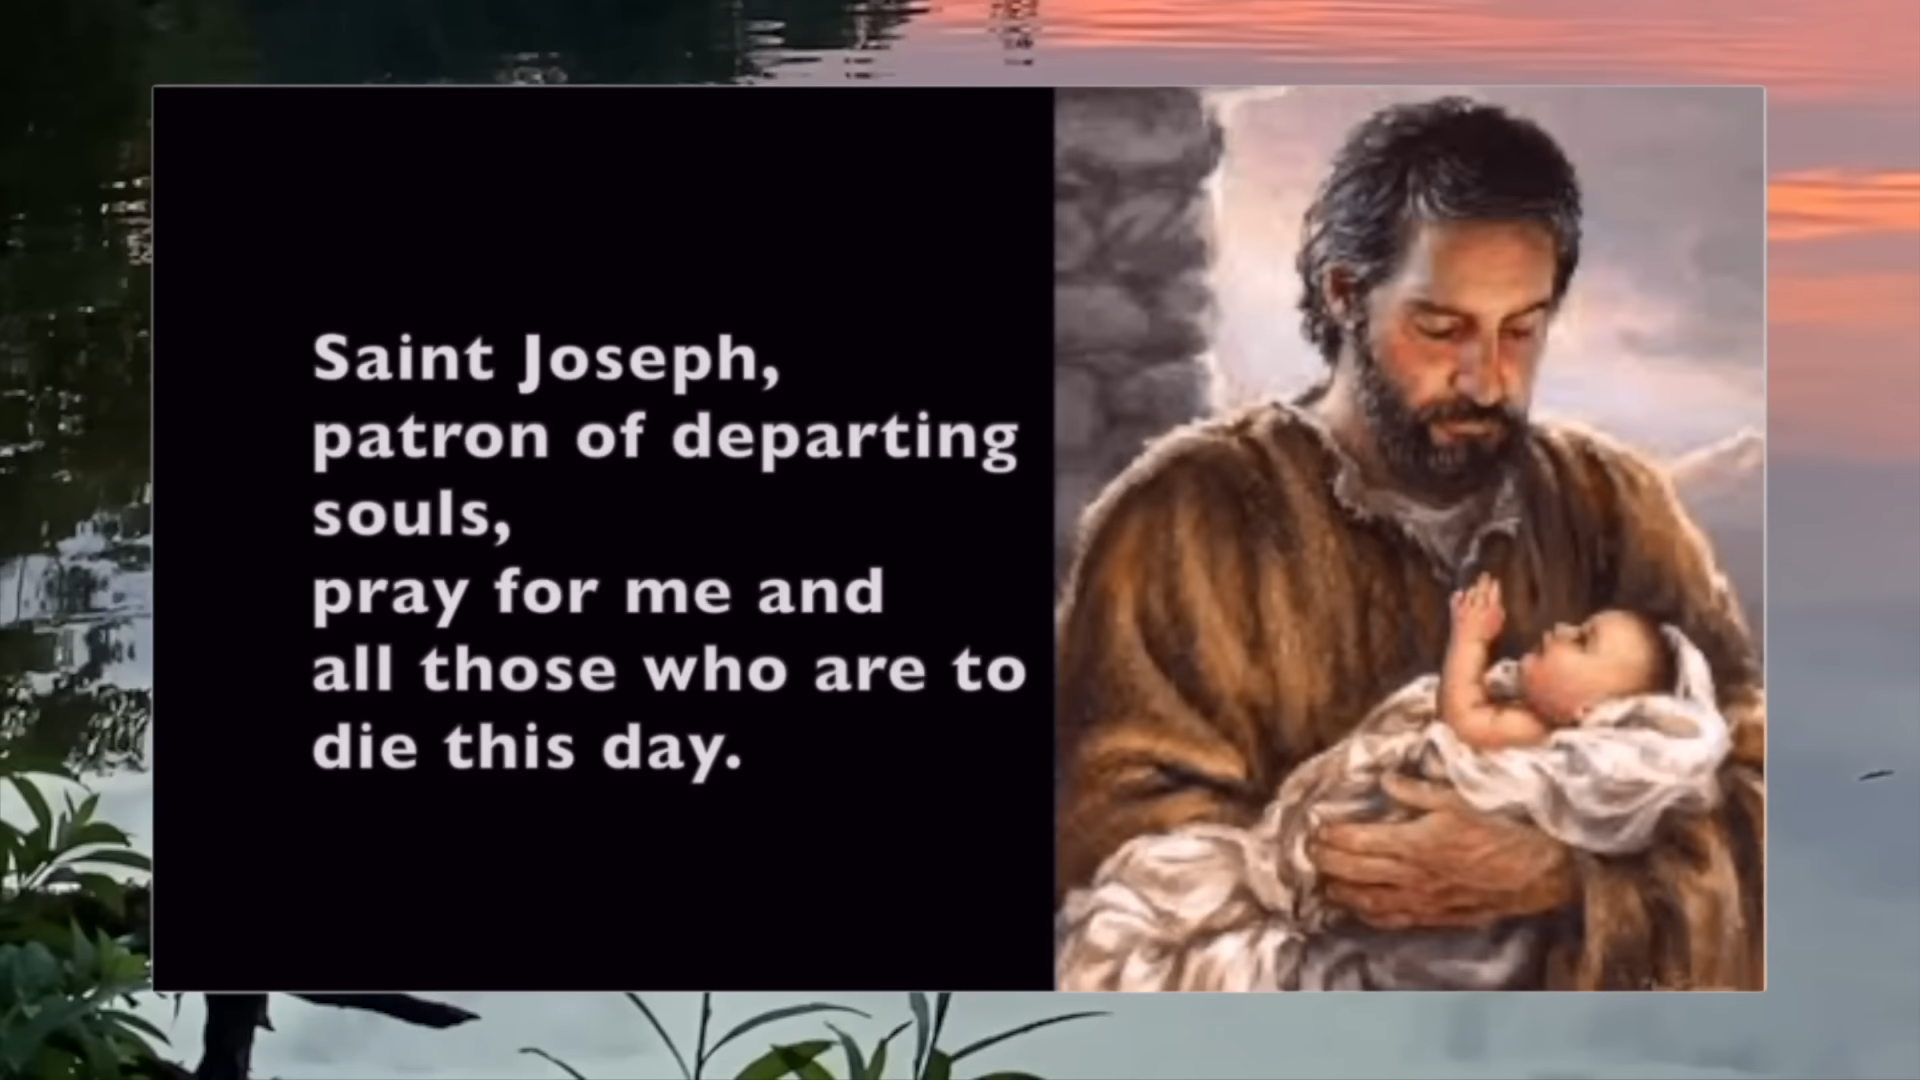 Saint Joseph,
patron of departing
souls,
pray for me and
all those who are to
die this day.